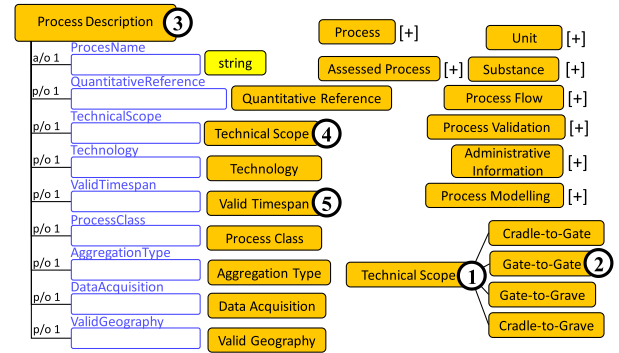 Process Description 3
a/o 1 ProcesName string
p/o 1 QuantitativeReference Quantitative Reference
p/o 1 TechnicalScope Technical Scope 4
p/o 1 Technology Technology
p/o 1 ValidTimespan Valid Timespan 5
p/o 1 ProcessClass Process Class
p/o 1 AggregationType Aggregation Type
p/o 1 DataAcquisition Data Acquisition
p/o 1 ValidGeography Valid Geography
Process [+]
Assessed Process [+]
Unit [+]
Substance [+]
Process Flow [+]
Process Validation [+]
Administrative
Information [+]
Process Modelling [+]
Technical Scope 1
Cradle-to-Gate
Gate-to-Gate 2
Gate-to-Grave
Cradle-to-Grave